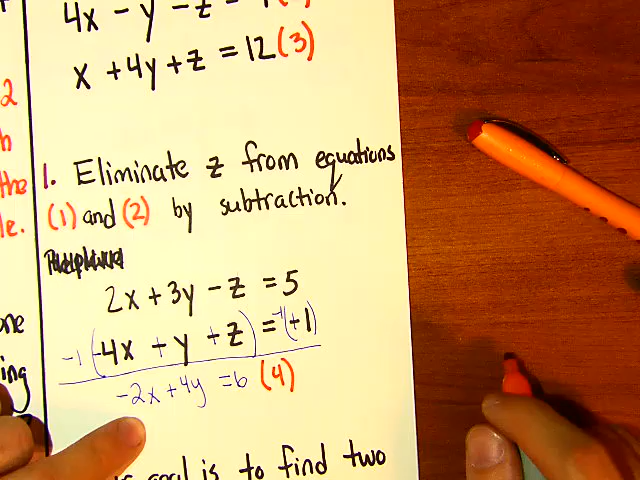 4x - y - z =
x + 4y + z = 12 (3)
2
h
the
le.
1. Eliminate z from equations
(1) and (2) by subtraction.
2x + 3y - z = 5
-1 (-4x + y + z) = -1(+1)
-2x + 4y = 6 (4)
one
ing
goal is to find two